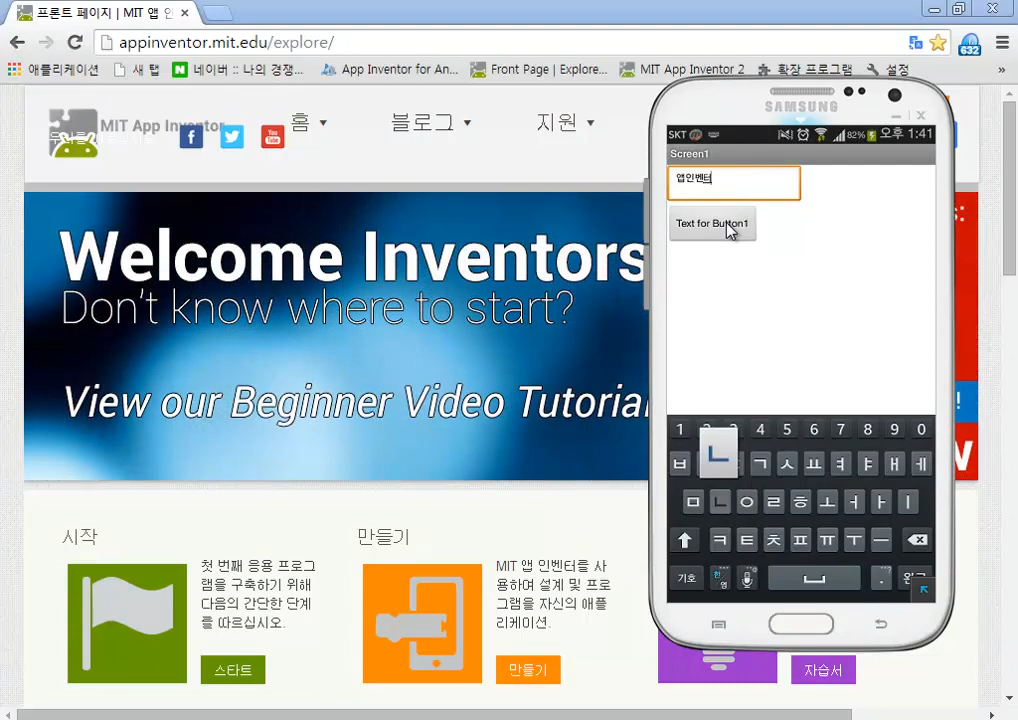 프론트 페이지 | MIT 앱 인
appinventor.mit.edu/explore/
632
애플리케이션
새 탭
네이버 :: 나의 경쟁...
App Inventor for An...
Front Page | Explore...
MIT App Inventor 2
확장 프로그램
설정
»
MIT App Inventor
홈
블로그
지원
Welcome Inventors
Don't know where to start?
View our Beginner Video Tutorial
시작
첫 번째 응용 프로그
램을 구축하기 위해
다음의 간단한 단계
를 따르십시오.
스타트
만들기
MIT 앱 인벤터를 사
용하여 설계 및 프로
그램을 자신의 애플
리케이션.
만들기
자습서
SAMSUNG
SKT
82%
오후 1:41
Screen1
앱인벤터
Text for Button1
1 2 3 4 5 6 7 8 9 0
ㅂ ㄴ ㄱ ㅅ ㅛ ㅕ ㅑ ㅐ ㅔ
ㅁ ㄴ ㅇ ㄹ ㅎ ㅗ ㅓ ㅏ ㅣ
ㅋ ㅌ ㅊ ㅍ ㅠ ㅜ ㅡ
기호
한영